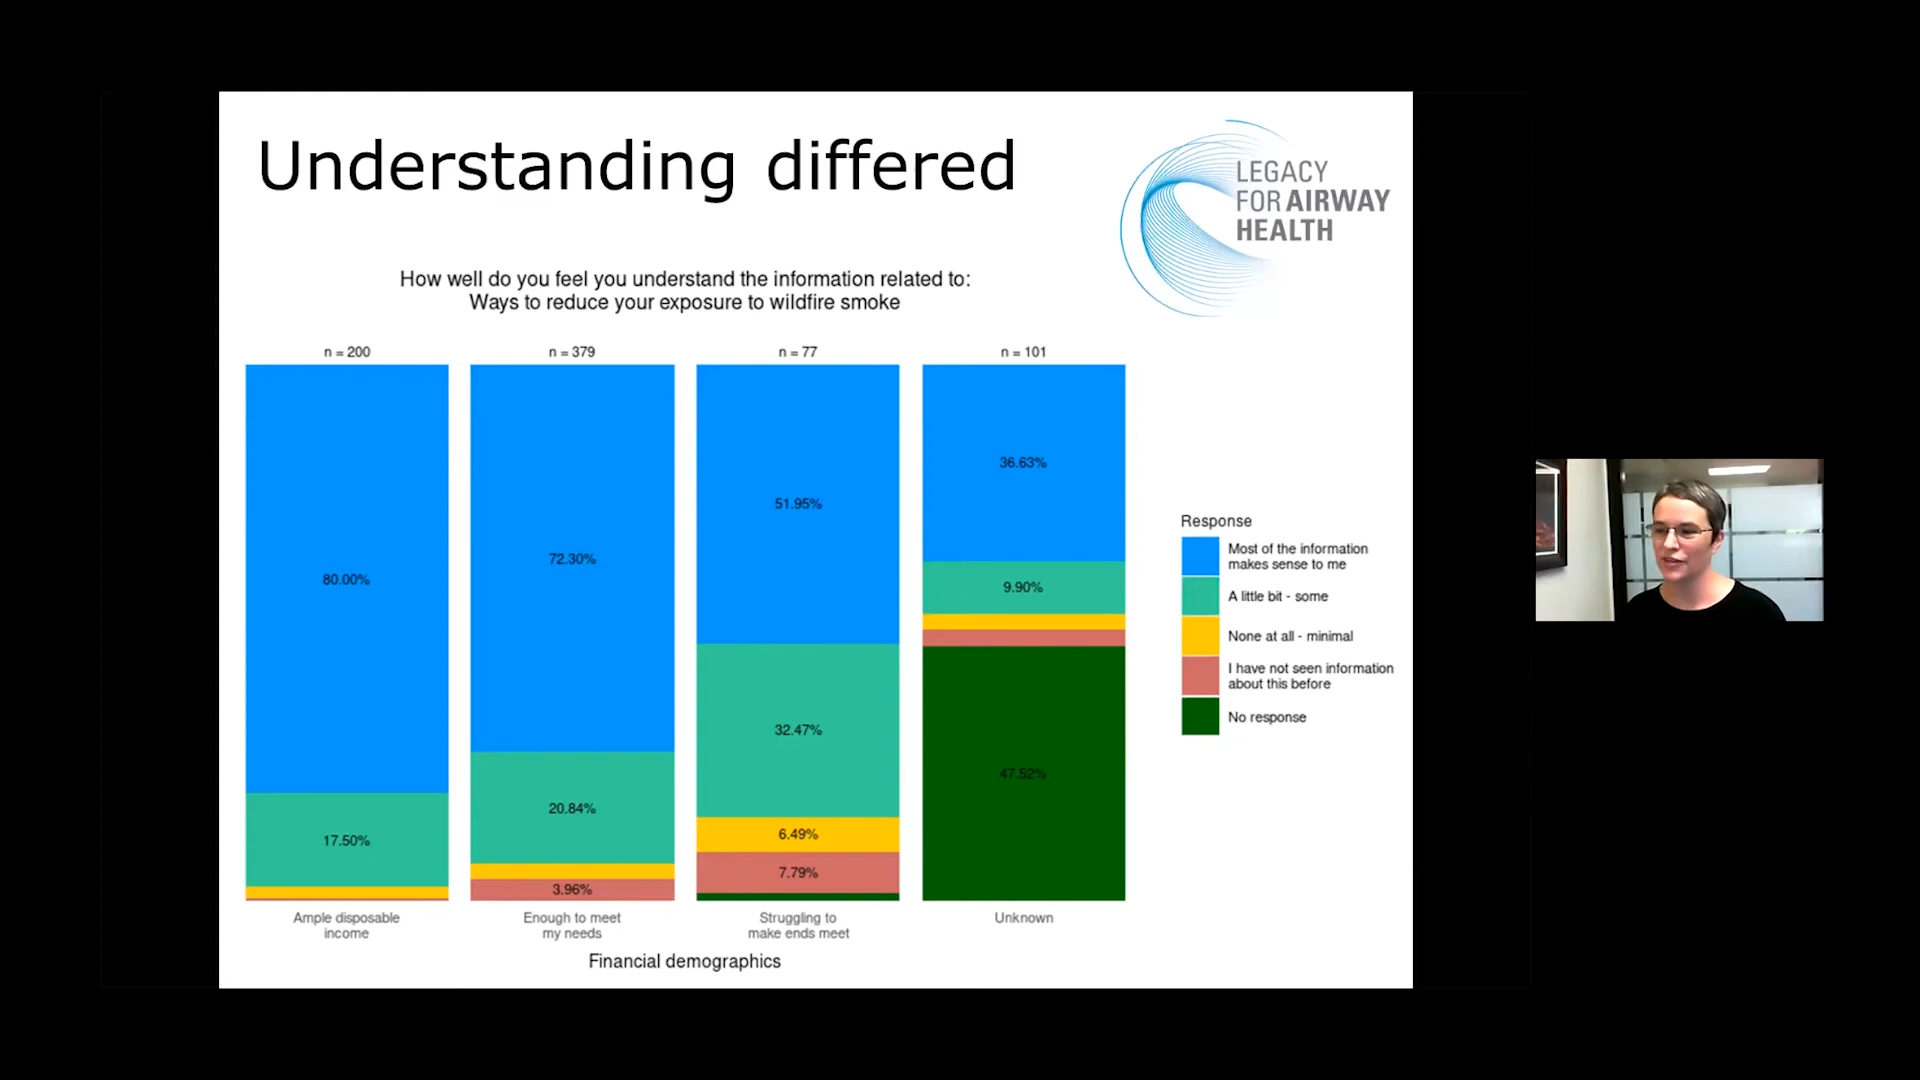 Understanding differed
LEGACY
FOR AIRWAY
HEALTH
How well do you feel you understand the information related to:
Ways to reduce your exposure to wildfire smoke
n = 200
n = 379
n = 77
n = 101
80.00%
17.50%
72.30%
20.84%
3.96%
51.95%
32.47%
6.49%
7.79%
36.63%
9.90%
47.52%
Ample disposable
income
Enough to meet
my needs
Struggling to
make ends meet
Unknown
Financial demographics
Response
Most of the information
makes sense to me
A little bit - some
None at all - minimal
I have not seen information
about this before
No response